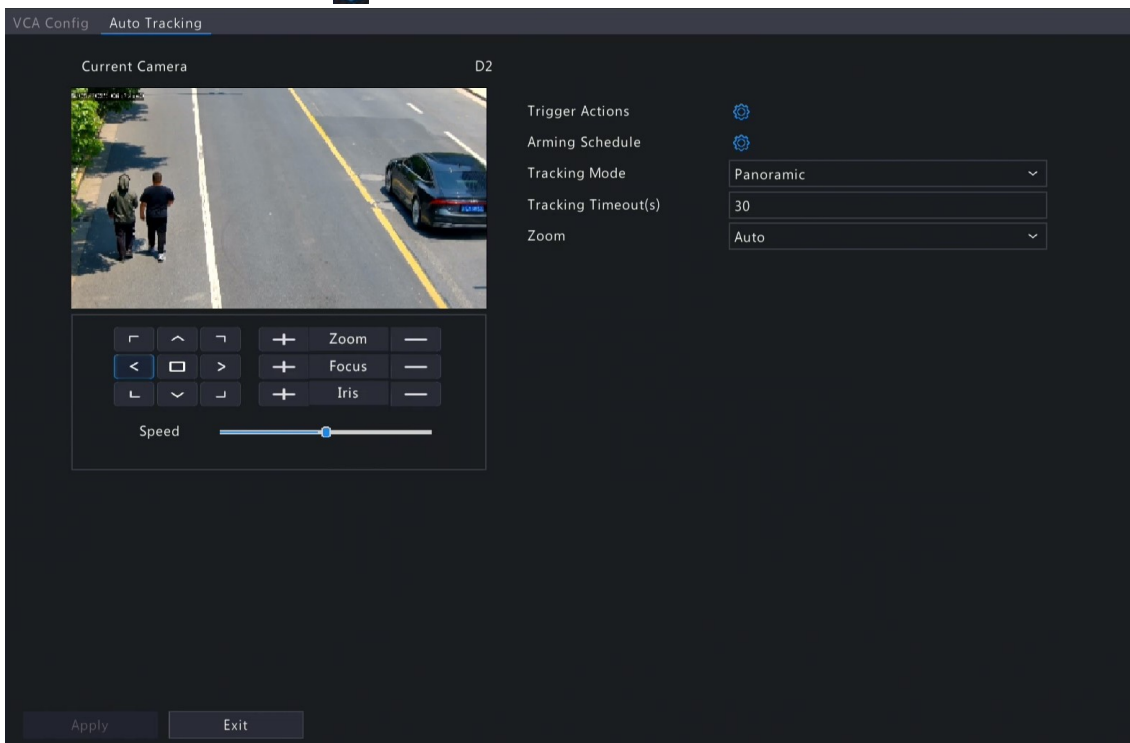 VCA Config Auto Tracking
Current Camera D2
Trigger Actions
Arming Schedule
Tracking Mode Panoramic
Tracking Timeout(s) 30
Zoom Auto
Zoom
Focus
Iris
Speed
Apply Exit